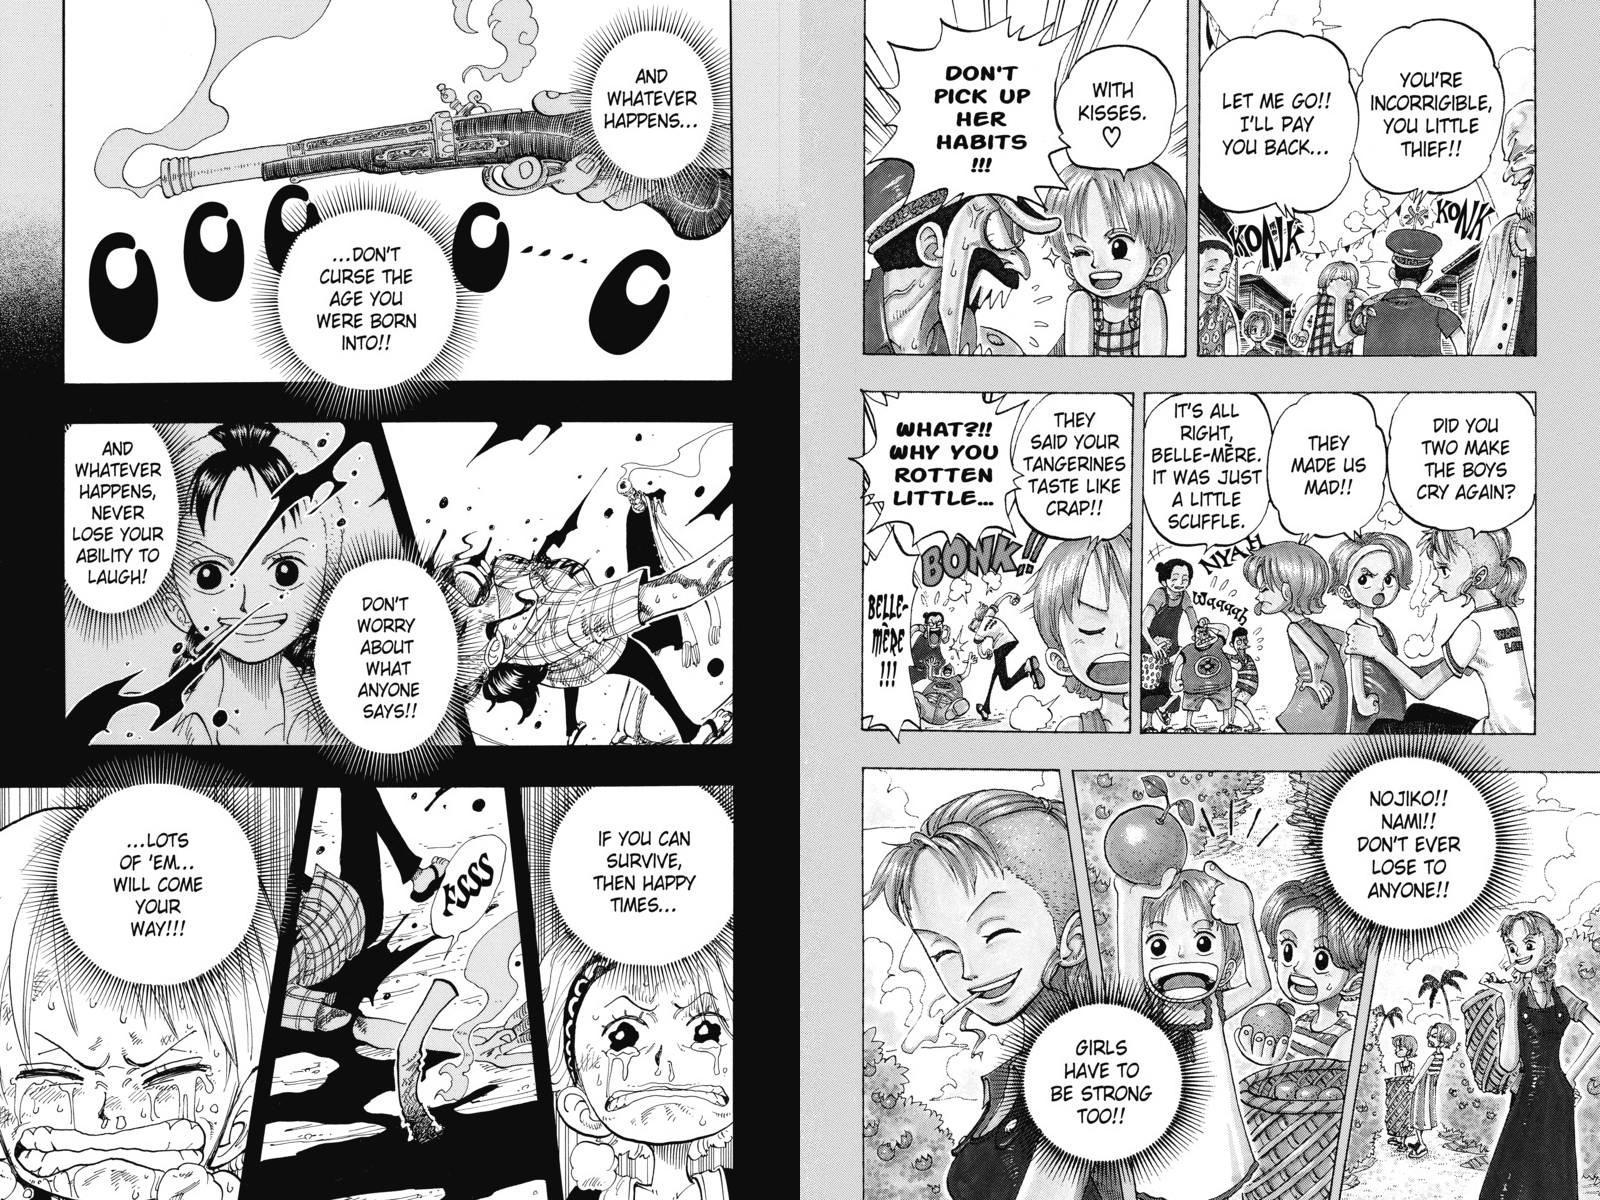 YOU'RE
INCORRIGIBLE,
YOU LITTLE
THIEF!!
LET ME GO!!
I'LL PAY
YOU BACK...
KONK
KONK
WITH
KISSES.
♡
DON'T
PICK UP
HER
HABITS
!!!
DID YOU
TWO MAKE
THE BOYS
CRY AGAIN?
THEY
MADE US
MAD!!
IT'S ALL
RIGHT,
BELLE-MÈRE.
IT WAS JUST
A LITTLE
SCUFFLE.
NYAH
Waaaah
THEY
SAID YOUR
TANGERINES
TASTE LIKE
CRAP!!
WHAT?!!
WHY YOU
ROTTEN
LITTLE...
BONK!!
BELLE-
MÈRE
!!!
NOJIKO!!
NAMI!!
DON'T EVER
LOSE TO
ANYONE!!
GIRLS
HAVE TO
BE STRONG
TOO!!
AND
WHATEVER
HAPPENS...
...DON'T
CURSE THE
AGE YOU
WERE BORN
INTO!!
DON'T
WORRY
ABOUT
WHAT
ANYONE
SAYS!!
AND
WHATEVER
HAPPENS,
NEVER
LOSE YOUR
ABILITY TO
LAUGH!
IF YOU CAN
SURVIVE,
THEN HAPPY
TIMES...
FSSSS
...LOTS
OF 'EM...
WILL COME
YOUR
WAY!!!